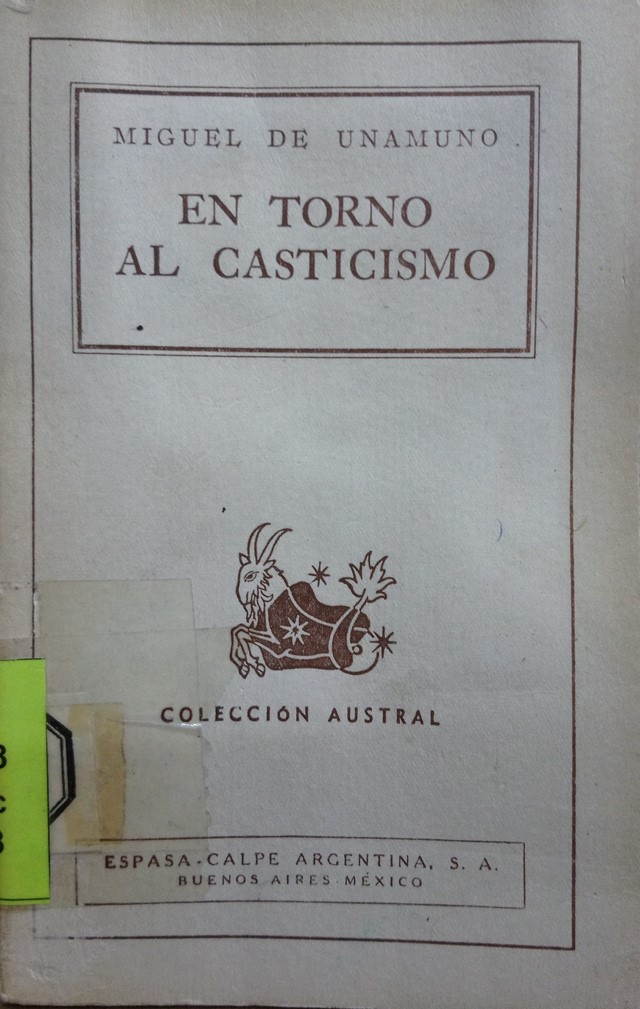 MIGUEL DE UNAMUNO
EN TORNO
AL CASTICISMO
COLECCIÓN AUSTRAL
ESPASA-CALPE ARGENTINA, S. A.
BUENOS AIRES-MÉXICO